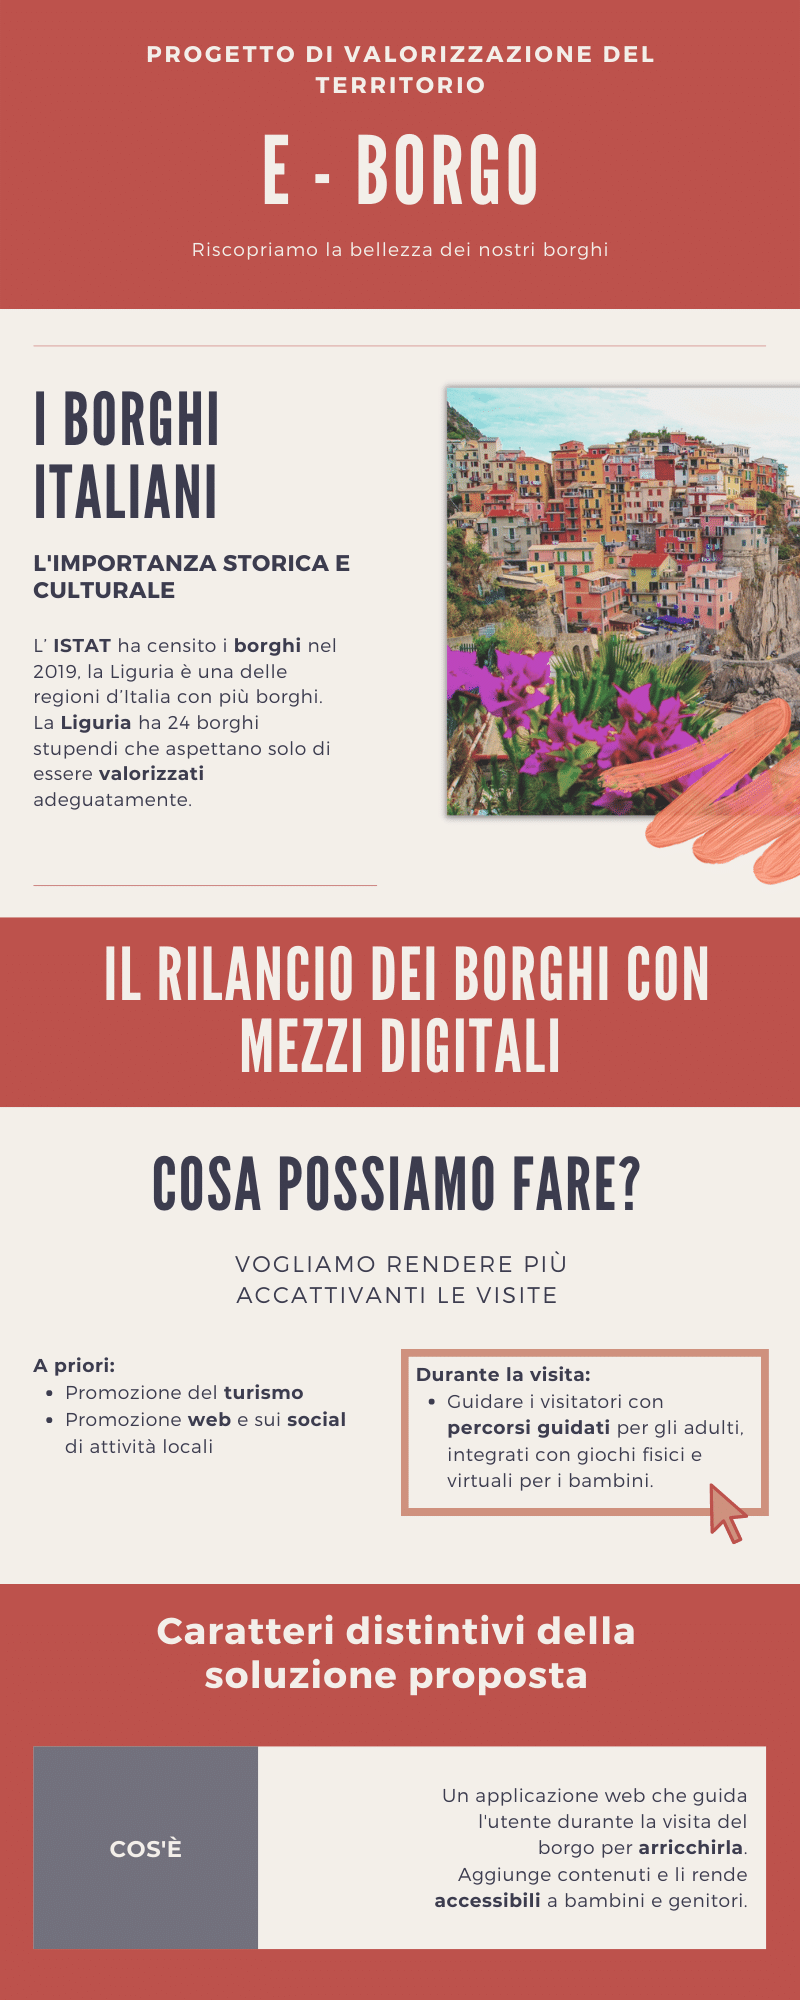 PROGETTO DI VALORIZZAZIONE DEL
TERRITORIO
E - BORGO
Riscopriamo la bellezza dei nostri borghi
I BORGHI
ITALIANI
L'IMPORTANZA STORICA E
CULTURALE
L’ ISTAT ha censito i borghi nel
2019, la Liguria è una delle
regioni d’Italia con più borghi.
La Liguria ha 24 borghi
stupendi che aspettano solo di
essere valorizzati
adeguatamente.
IL RILANCIO DEI BORGHI CON
MEZZI DIGITALI
COSA POSSIAMO FARE?
VOGLIAMO RENDERE PIÙ
ACCATTIVANTI LE VISITE
A priori:
• Promozione del turismo
• Promozione web e sui social
di attività locali
Durante la visita:
• Guidare i visitatori con
percorsi guidati per gli adulti,
integrati con giochi fisici e
virtuali per i bambini.
Caratteri distintivi della
soluzione proposta
COS'È
Un applicazione web che guida
l'utente durante la visita del
borgo per arricchirla.
Aggiunge contenuti e li rende
accessibili a bambini e genitori.